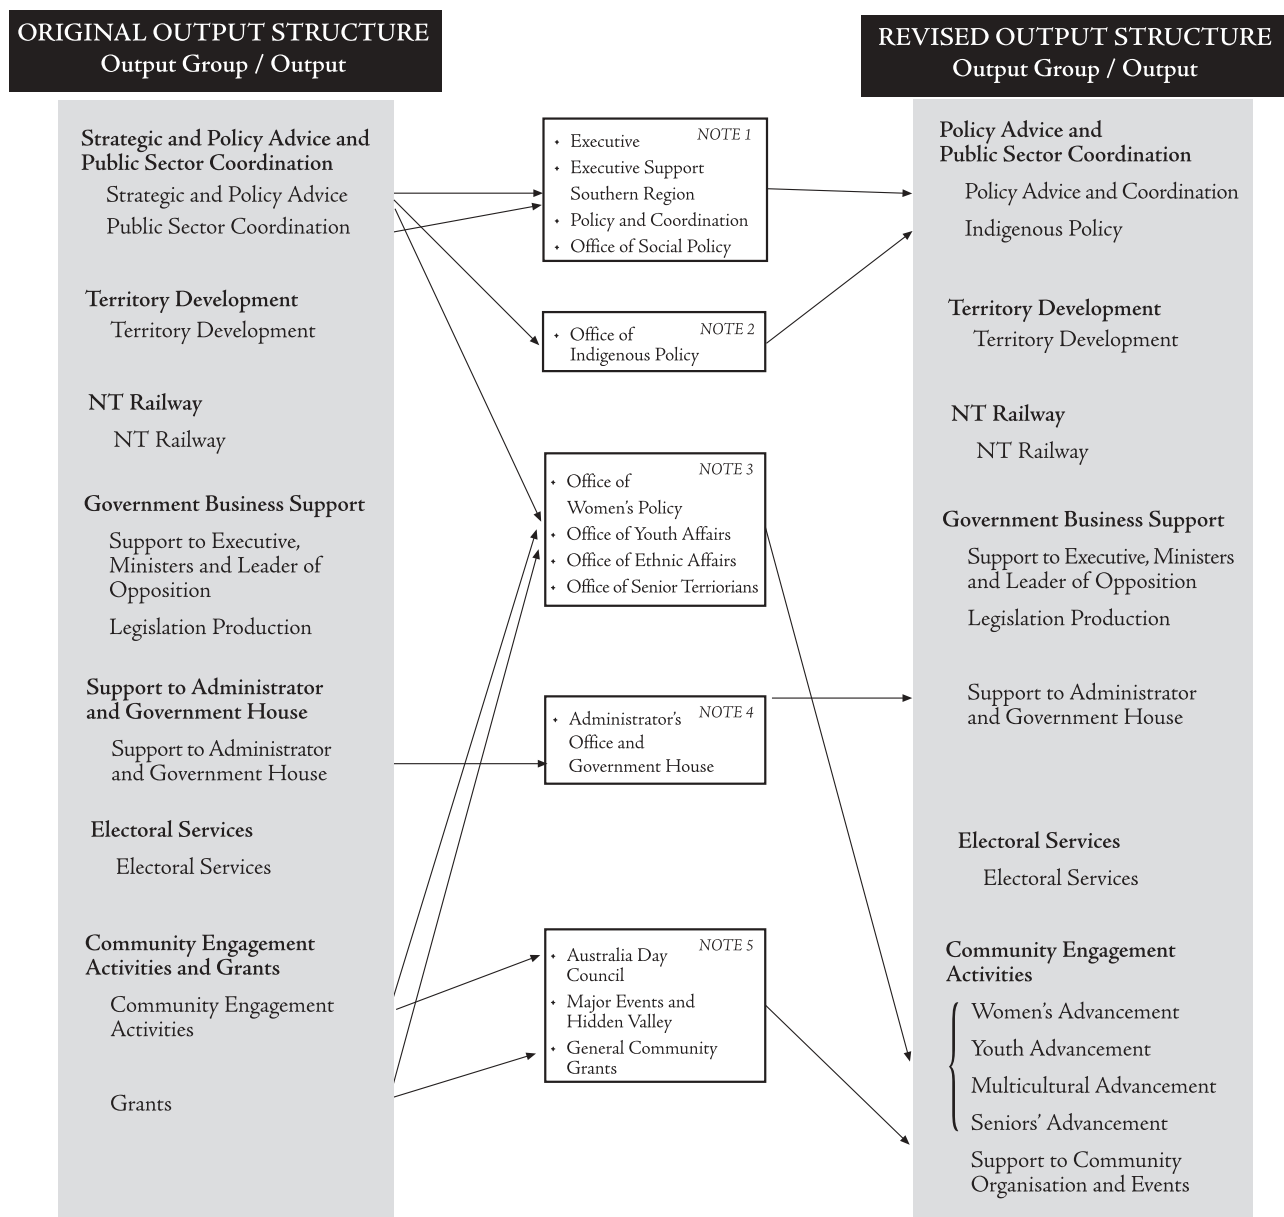 ORIGINAL OUTPUT STRUCTURE
Output Group / Output
Strategic and Policy Advice and
Public Sector Coordination
Strategic and Policy Advice
Public Sector Coordination
Territory Development
Territory Development
NT Railway
NT Railway
Government Business Support
Support to Executive,
Ministers and Leader of
Opposition
Legislation Production
Support to Administrator
and Government House
Support to Administrator
and Government House
Electoral Services
Electoral Services
Community Engagement
Activities and Grants
Community Engagement
Activities
Grants
NOTE 1
• Executive
• Executive Support
Southern Region
• Policy and Coordination
• Office of Social Policy
NOTE 2
• Office of
Indigenous Policy
NOTE 3
• Office of
Women's Policy
• Office of Youth Affairs
• Office of Ethnic Affairs
• Office of Senior Terriorians
NOTE 4
• Administrator's
Office and
Government House
NOTE 5
• Australia Day
Council
• Major Events and
Hidden Valley
• General Community
Grants
REVISED OUTPUT STRUCTURE
Output Group / Output
Policy Advice and
Public Sector Coordination
Policy Advice and Coordination
Indigenous Policy
Territory Development
Territory Development
NT Railway
NT Railway
Government Business Support
Support to Executive, Ministers
and Leader of Opposition
Legislation Production
Support to Administrator
and Government House
Electoral Services
Electoral Services
Community Engagement
Activities
Women's Advancement
Youth Advancement
Multicultural Advancement
Seniors' Advancement
Support to Community
Organisation and Events